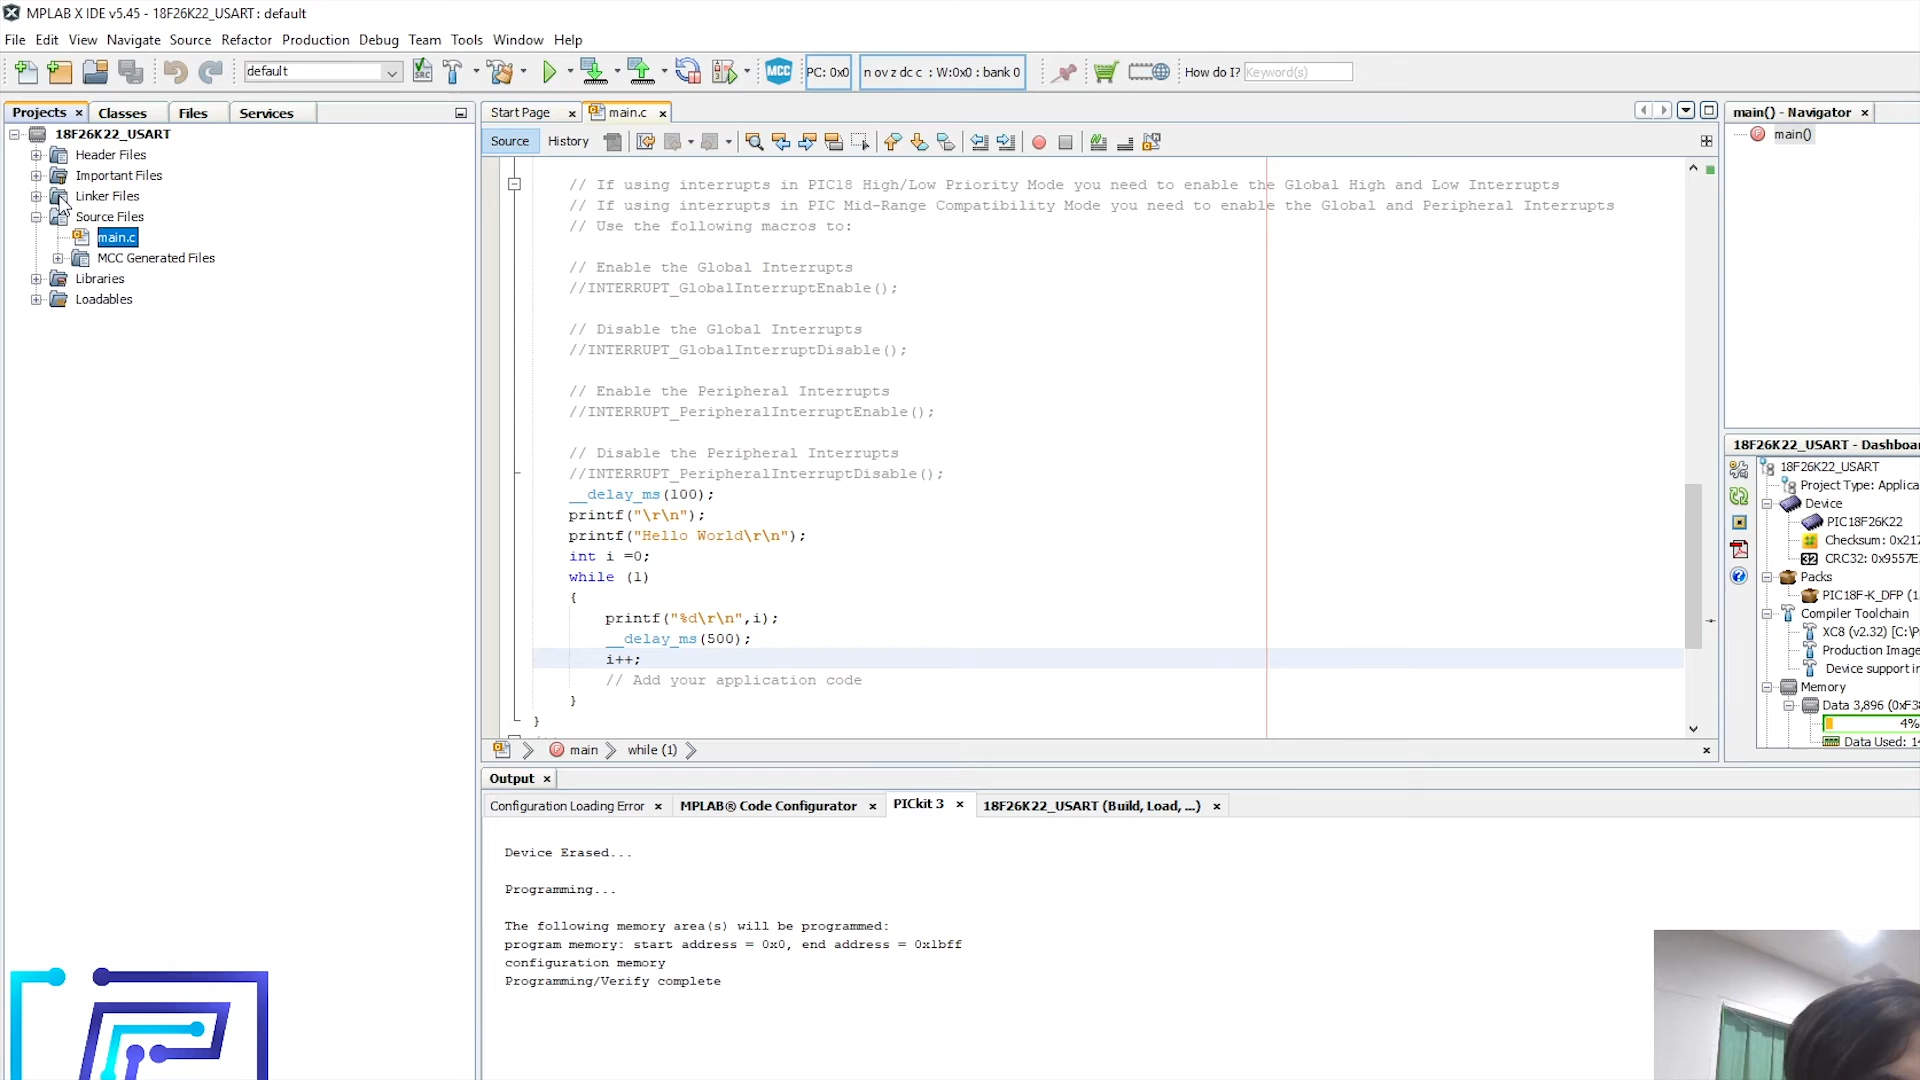 MPLAB X IDE v5.45 - 18F26K22_USART : default
File Edit View Navigate Source Refactor Production Debug Team Tools Window Help
default
MCC
PC: 0x0
n ov z dc c : W:0x0 : bank 0
How do I? Keyword(s)
Projects Classes Files Services
18F26K22_USART
Header Files
Important Files
Linker Files
Source Files
main.c
MCC Generated Files
Libraries
Loadables
Start Page main.c
Source History
// If using interrupts in PIC18 High/Low Priority Mode you need to enable the Global High and Low Interrupts
// If using interrupts in PIC Mid-Range Compatibility Mode you need to enable the Global and Peripheral Interrupts
// Use the following macros to:
// Enable the Global Interrupts
//INTERRUPT_GlobalInterruptEnable();
// Disable the Global Interrupts
//INTERRUPT_GlobalInterruptDisable();
// Enable the Peripheral Interrupts
//INTERRUPT_PeripheralInterruptEnable();
// Disable the Peripheral Interrupts
//INTERRUPT_PeripheralInterruptDisable();
__delay_ms(100);
printf("\r\n");
printf("Hello World\r\n");
int i =0;
while (1)
{
printf("%d\r\n",i);
__delay_ms(500);
i++;
// Add your application code
}
}
main while (1)
main() - Navigator
main()
18F26K22_USART - Dashboa
18F26K22_USART
Project Type: Applica
Device
PIC18F26K22
Checksum: 0x217
CRC32: 0x9557E
Packs
PIC18F-K_DFP (1
Compiler Toolchain
XC8 (v2.32) [C:\P
Production Image
Device support in
Memory
Data 3,896 (0xF38
4%
Data Used: 14
Output
Configuration Loading Error MPLAB® Code Configurator PICkit 3 18F26K22_USART (Build, Load, ...)
Device Erased...
Programming...
The following memory area(s) will be programmed:
program memory: start address = 0x0, end address = 0x1bff
configuration memory
Programming/Verify complete